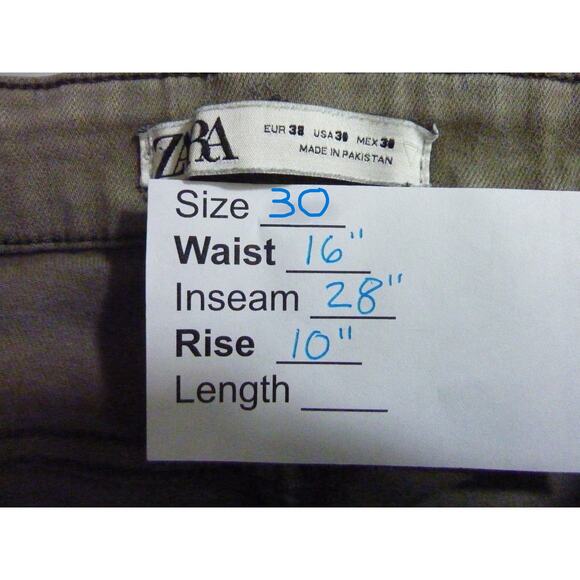 ZARA
EUR 38 USA 30 MEX 30
MADE IN PAKISTAN
Size 30
Waist 16"
Inseam 28"
Rise 10"
Length